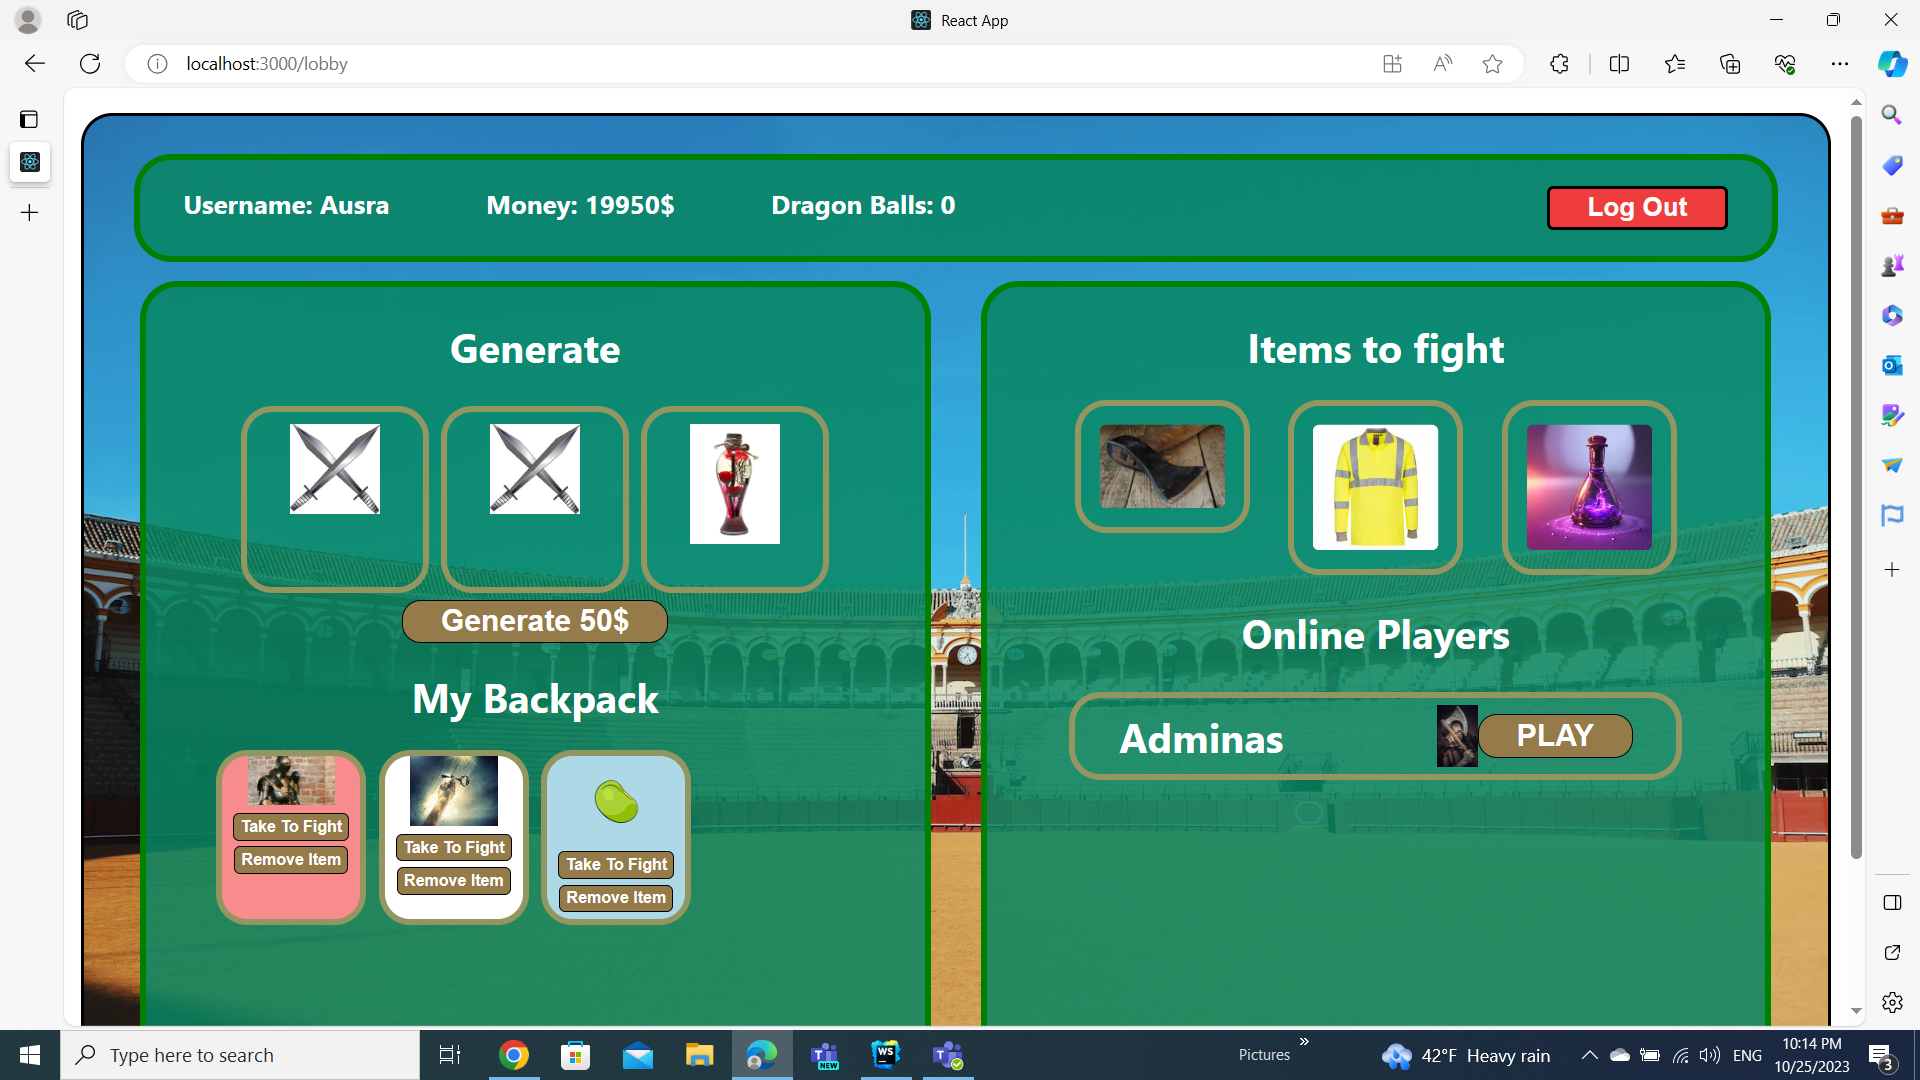 React App
localhost:3000/lobby
Username: Ausra
Money: 19950$
Dragon Balls: 0
Log Out
Generate
Generate 50$
My Backpack
Take To Fight
Remove Item
Take To Fight
Remove Item
Take To Fight
Remove Item
Items to fight
Online Players
Adminas
PLAY
Type here to search
NEW
WS
Pictures
42°F Heavy rain
ENG
10:14 PM
10/25/2023
3